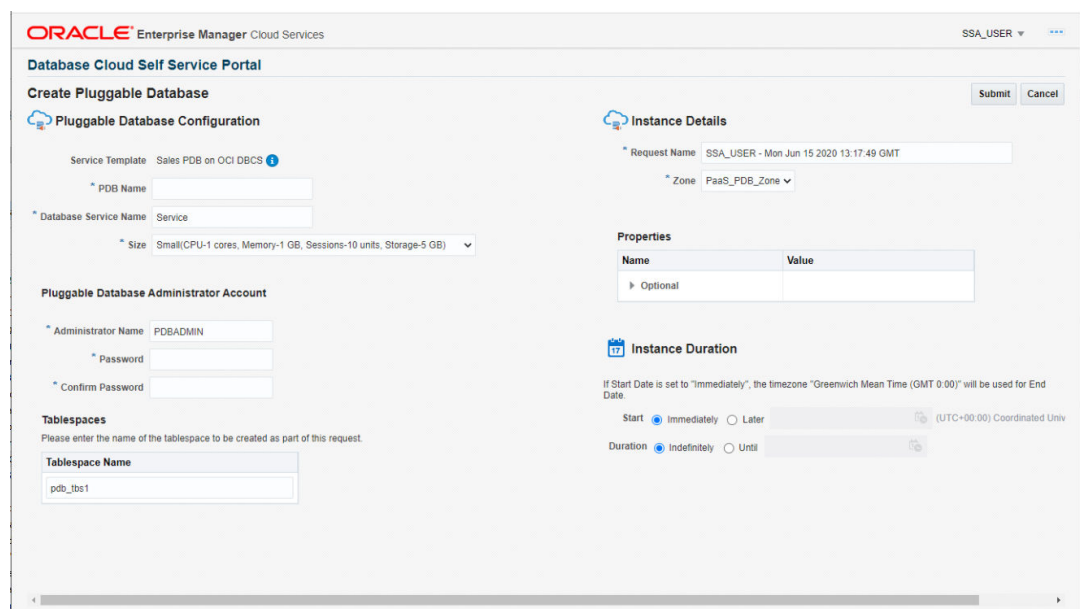 ORACLE Enterprise Manager Cloud Services
SSA_USER
Database Cloud Self Service Portal
Create Pluggable Database
Submit Cancel
Pluggable Database Configuration
Service Template Sales PDB on OCI DBCS
* PDB Name
* Database Service Name Service
* Size Small(CPU-1 cores, Memory-1 GB, Sessions-10 units, Storage-5 GB)
Pluggable Database Administrator Account
* Administrator Name PDBADMIN
* Password
* Confirm Password
Tablespaces
Please enter the name of the tablespace to be created as part of this request.
Tablespace Name
pdb_tbs1
Instance Details
* Request Name SSA_USER - Mon Jun 15 2020 13:17:49 GMT
* Zone PaaS_PDB_Zone
Properties
Name Value
Optional
17 Instance Duration
If Start Date is set to "Immediately", the timezone "Greenwich Mean Time (GMT 0:00)" will be used for End
Date.
Start Immediately Later (UTC+00:00) Coordinated Univ
Duration Indefinitely Until